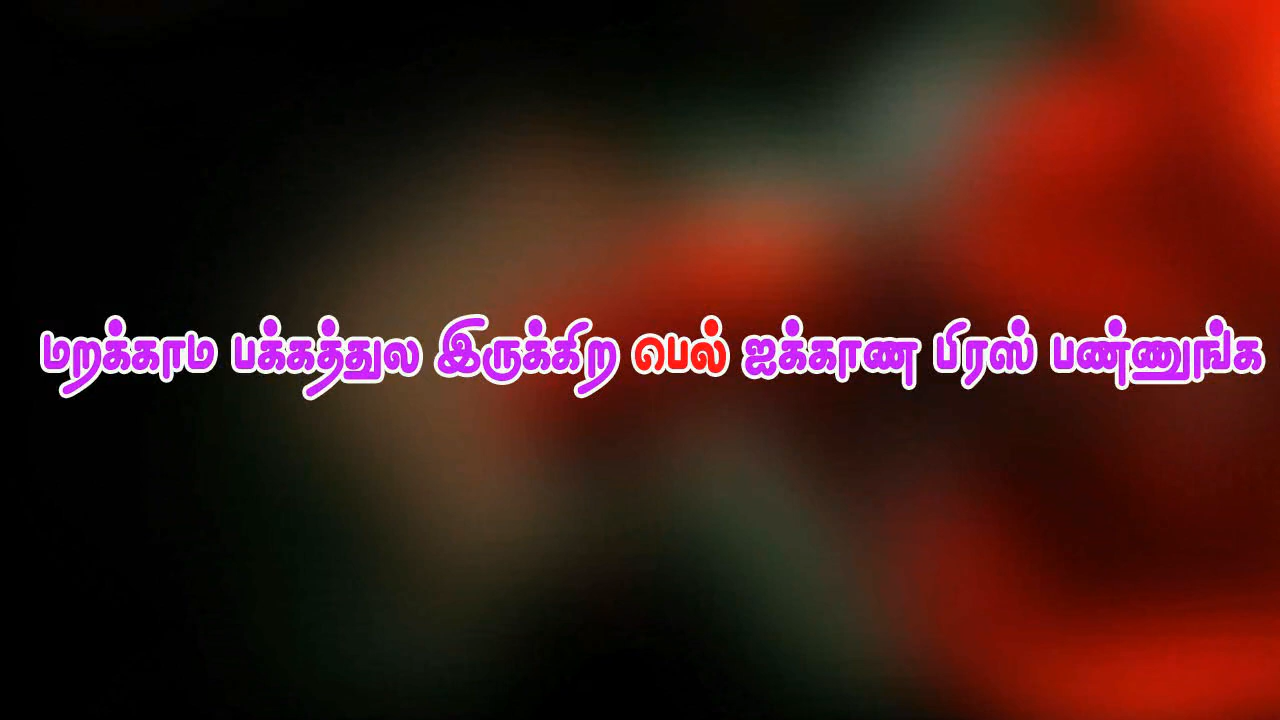 மறக்காம பக்கத்துல இருக்கிற பெல் ஐக்காண பிரஸ் பண்ணுங்க